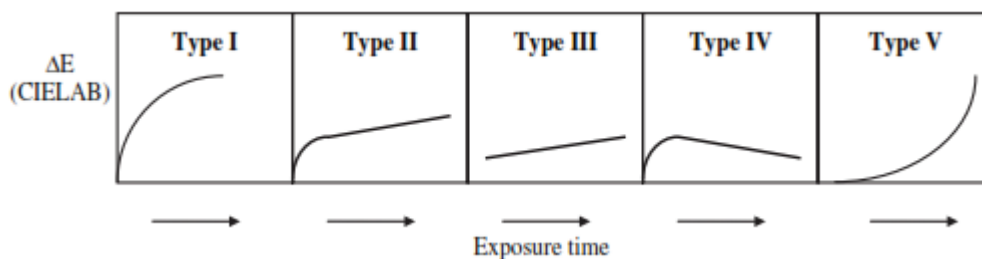 Type I Type II Type III Type IV Type V
ΔE
(CIELAB)
Exposure time